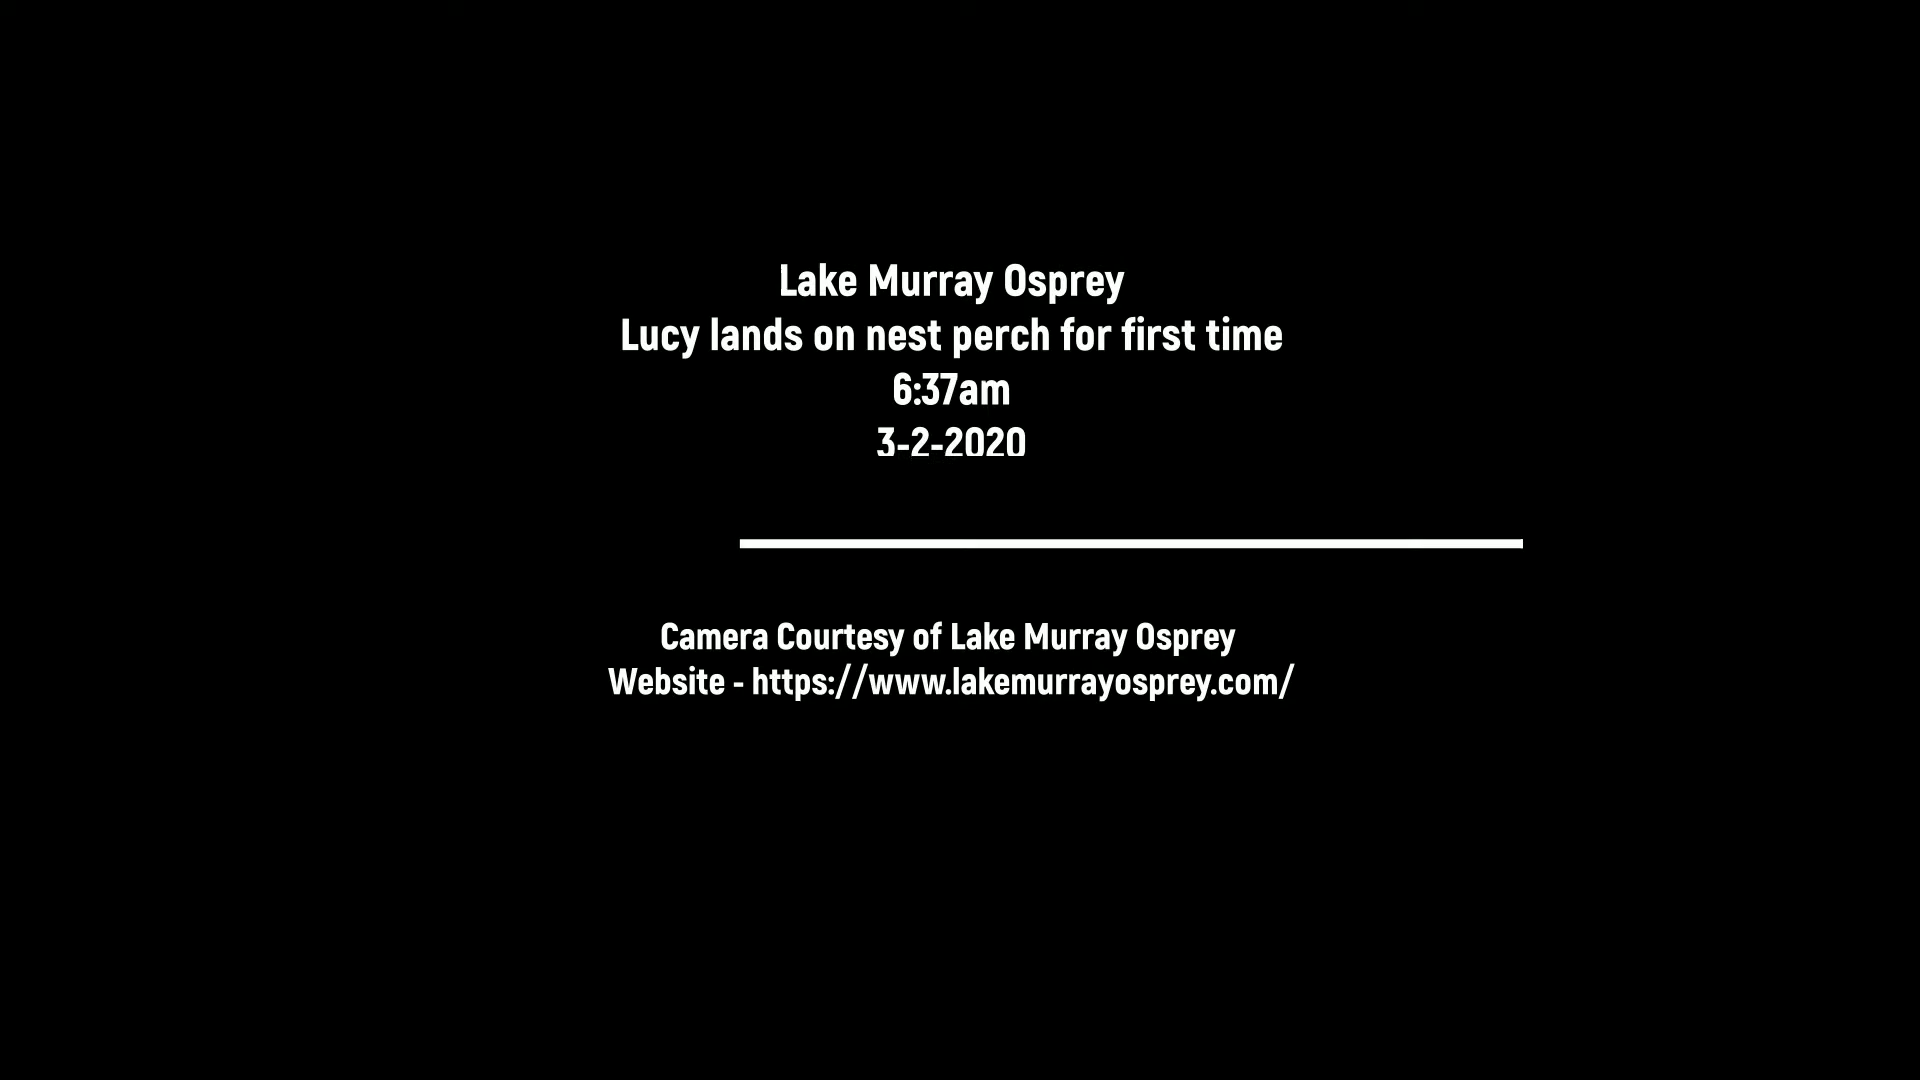 Lake Murray Osprey
Lucy lands on nest perch for first time
6:37am
3-2-2020
Camera Courtesy of Lake Murray Osprey
Website - https://www.lakemurrayosprey.com/